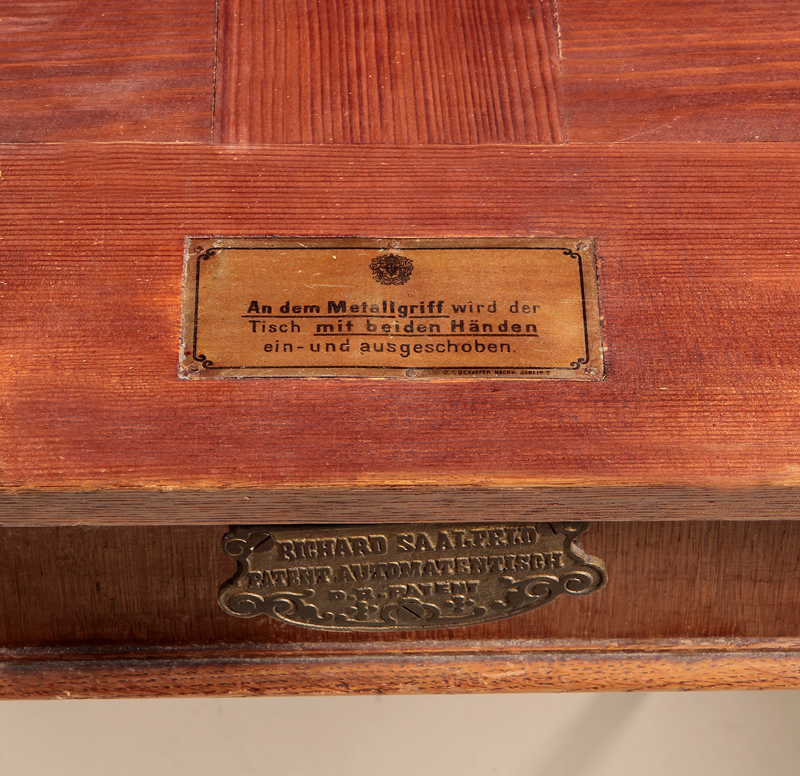 An dem Metallgriff wird der
Tisch mit beiden Händen
ein- und ausgeschoben.
RICHARD SAALFELD
PATENT-AUTOMATENTISCH
D.R.PATENT